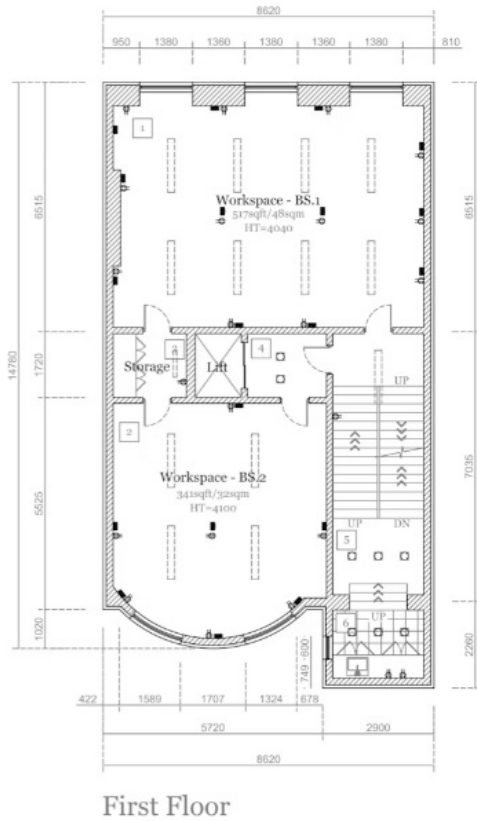 8620
950 1380 1360 1380 1360 1380 810
1
6515
6515
Workspace - BS.1
517sqft/48sqm
HT=4040
14780
1720
3
4
Storage
Lift
UP
2
Workspace - BS.2
341sqft/32sqm
HT=4100
5525
7035
UP DN
5
6
UP
1020
749 600
2260
422 1589 1707 1324 678
5720 2900
8620
First Floor